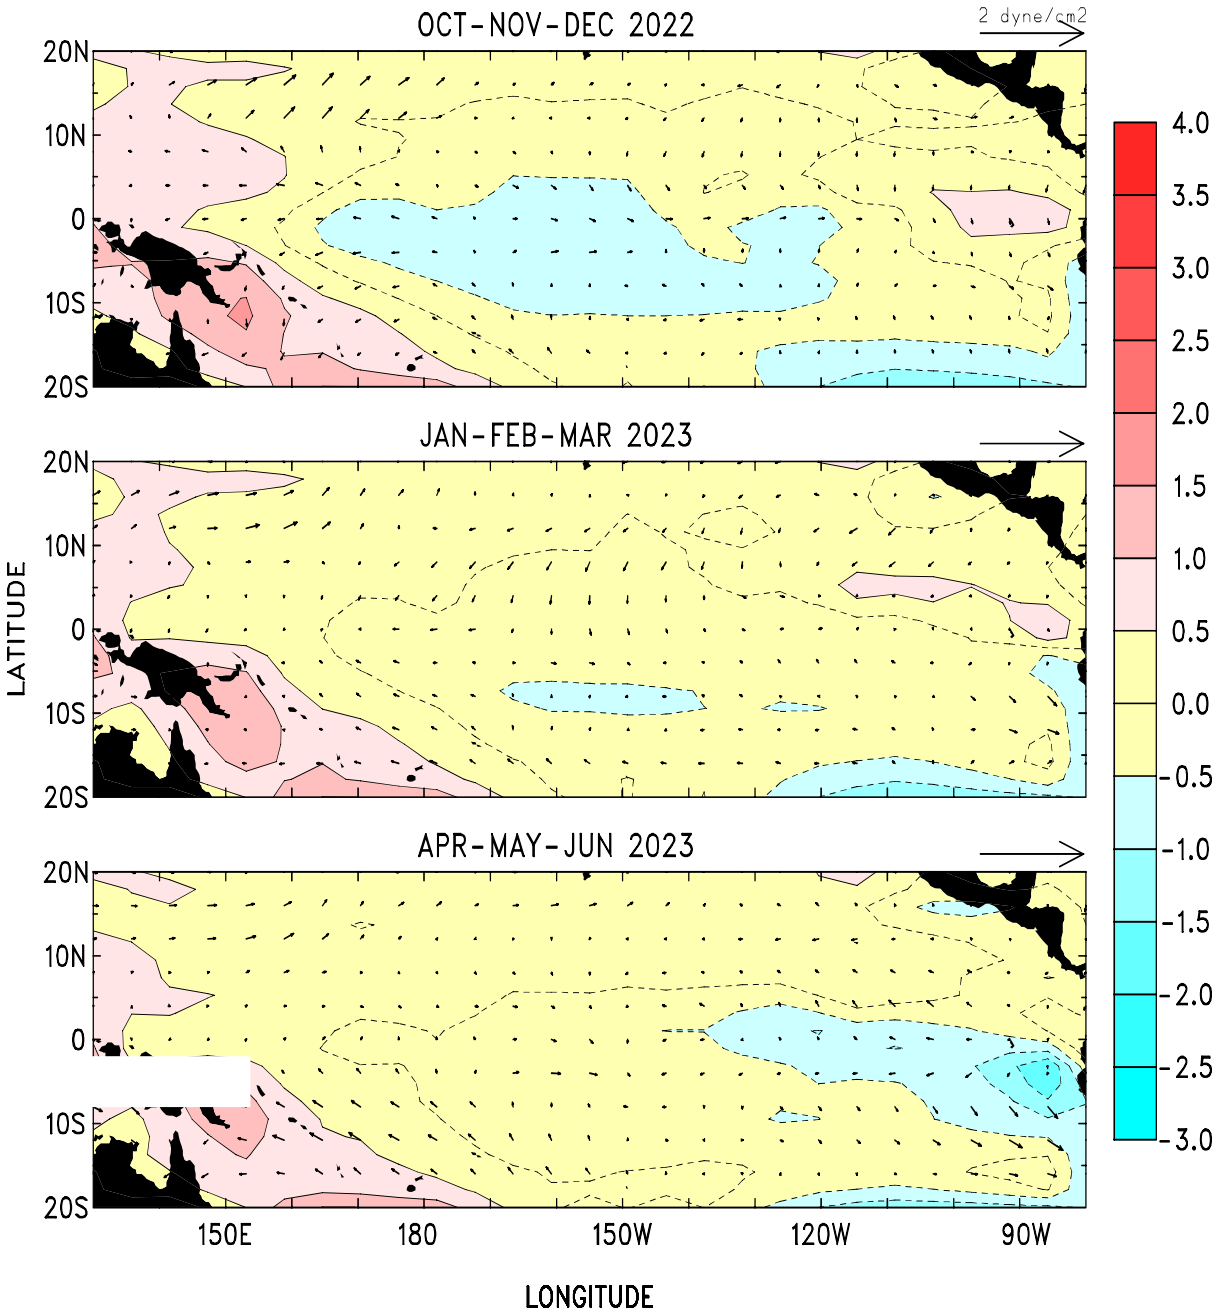 OCT-NOV-DEC 2022
2 dyne/cm2
20N
10N
0
10S
20S
JAN-FEB-MAR 2023
20N
10N
0
10S
20S
APR-MAY-JUN 2023
20N
10N
0
10S
20S
150E 180 150W 120W 90W
LONGITUDE
LATITUDE
4.0
3.5
3.0
2.5
2.0
1.5
1.0
0.5
0.0
-0.5
-1.0
-1.5
-2.0
-2.5
-3.0